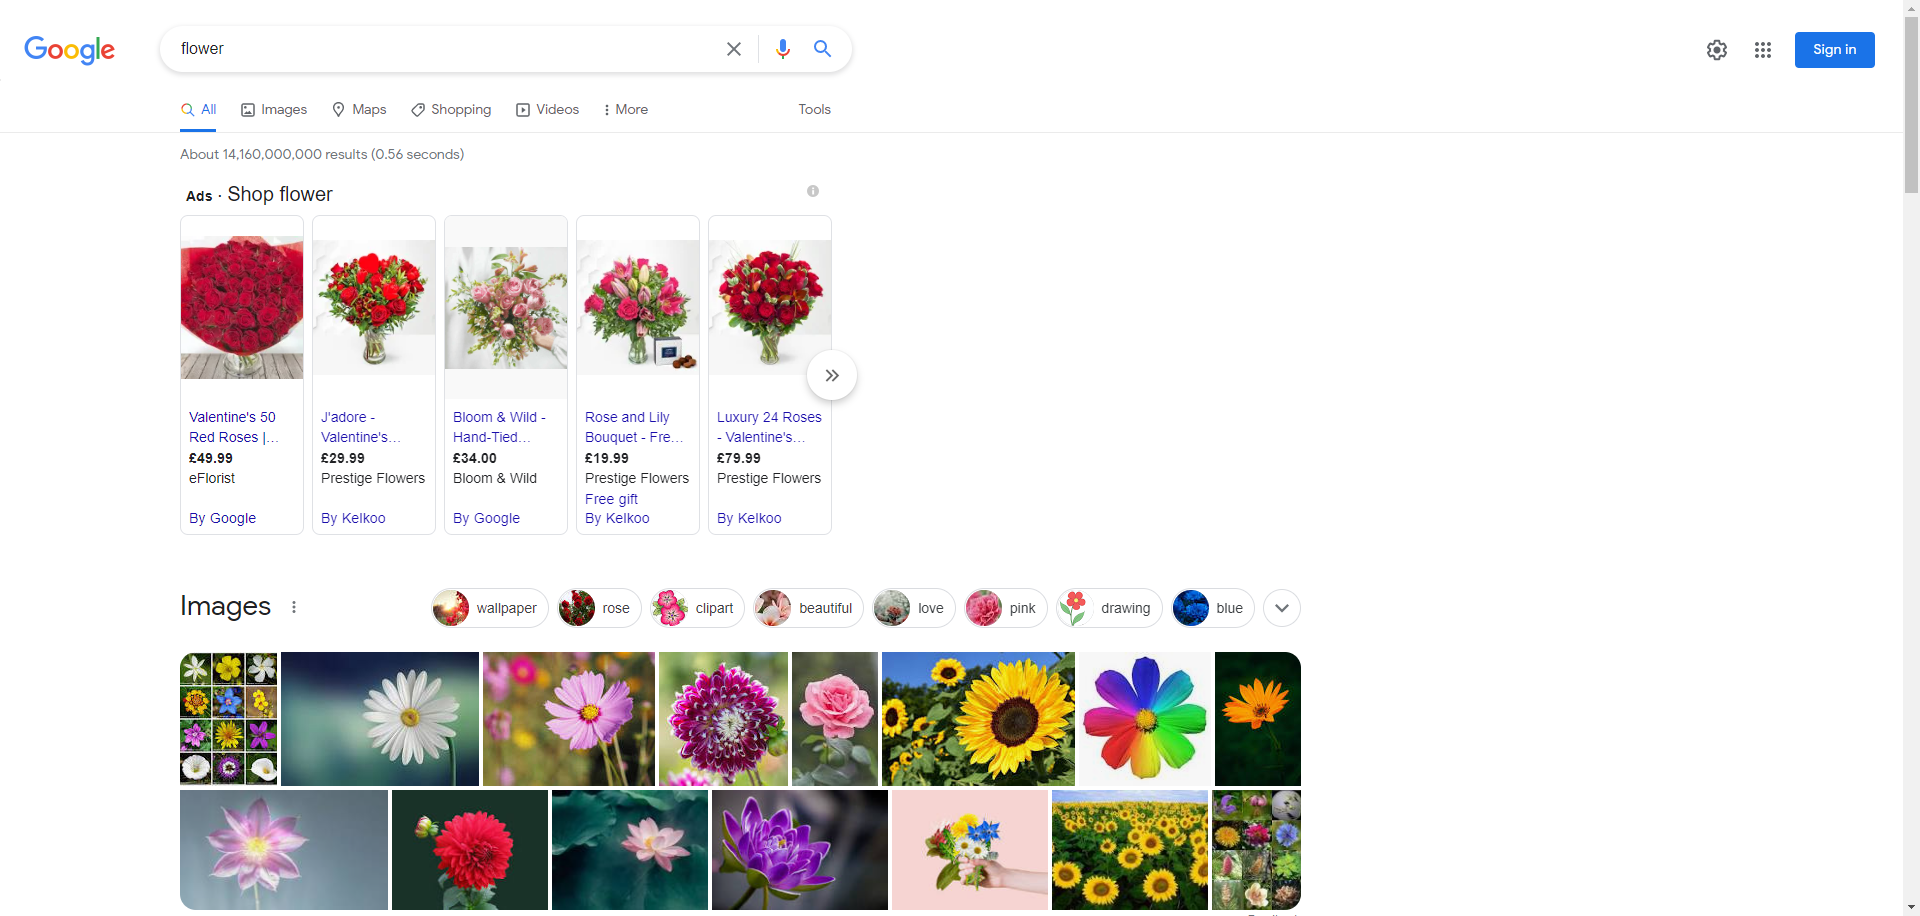 Google
flower
Sign in
All Images Maps Shopping Videos More Tools
About 14,160,000,000 results (0.56 seconds)
Ads · Shop flower
Valentine's 50
Red Roses |...
£49.99
eFlorist
By Google
J'adore -
Valentine's...
£29.99
Prestige Flowers
By Kelkoo
Bloom & Wild -
Hand-Tied...
£34.00
Bloom & Wild
By Google
Rose and Lily
Bouquet - Fre...
£19.99
Prestige Flowers
Free gift
By Kelkoo
Luxury 24 Roses
- Valentine's...
£79.99
Prestige Flowers
By Kelkoo
Images
wallpaper rose clipart beautiful love pink drawing blue